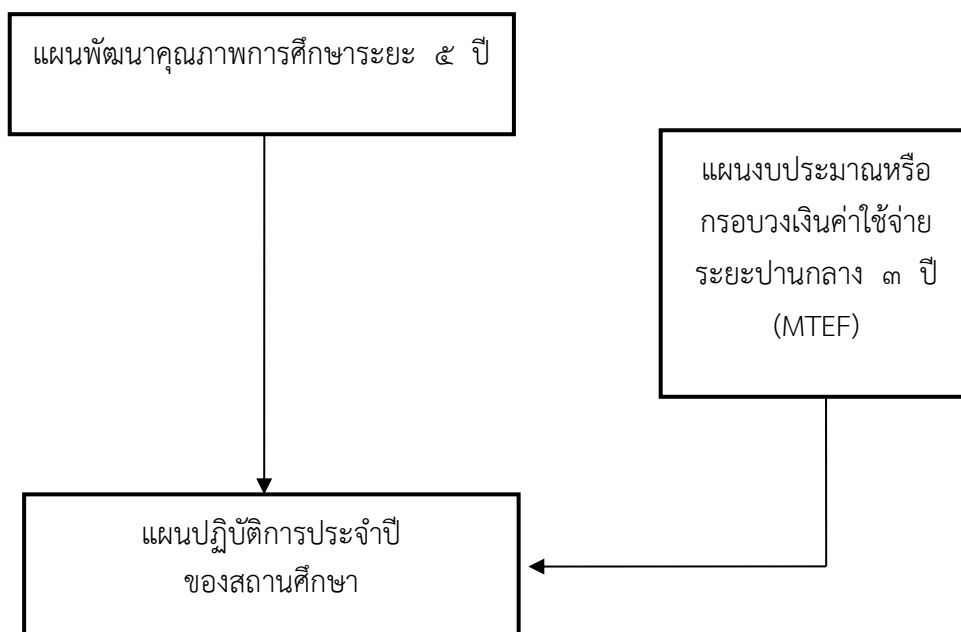 แผนพัฒนาคุณภาพการศึกษาระยะ ๕ ปี
แผนงบประมาณหรือ
กรอบวงเงินค่าใช้จ่าย
ระยะปานกลาง ๓ ปี
(MTEF)
แผนปฏิบัติการประจำปี
ของสถานศึกษา